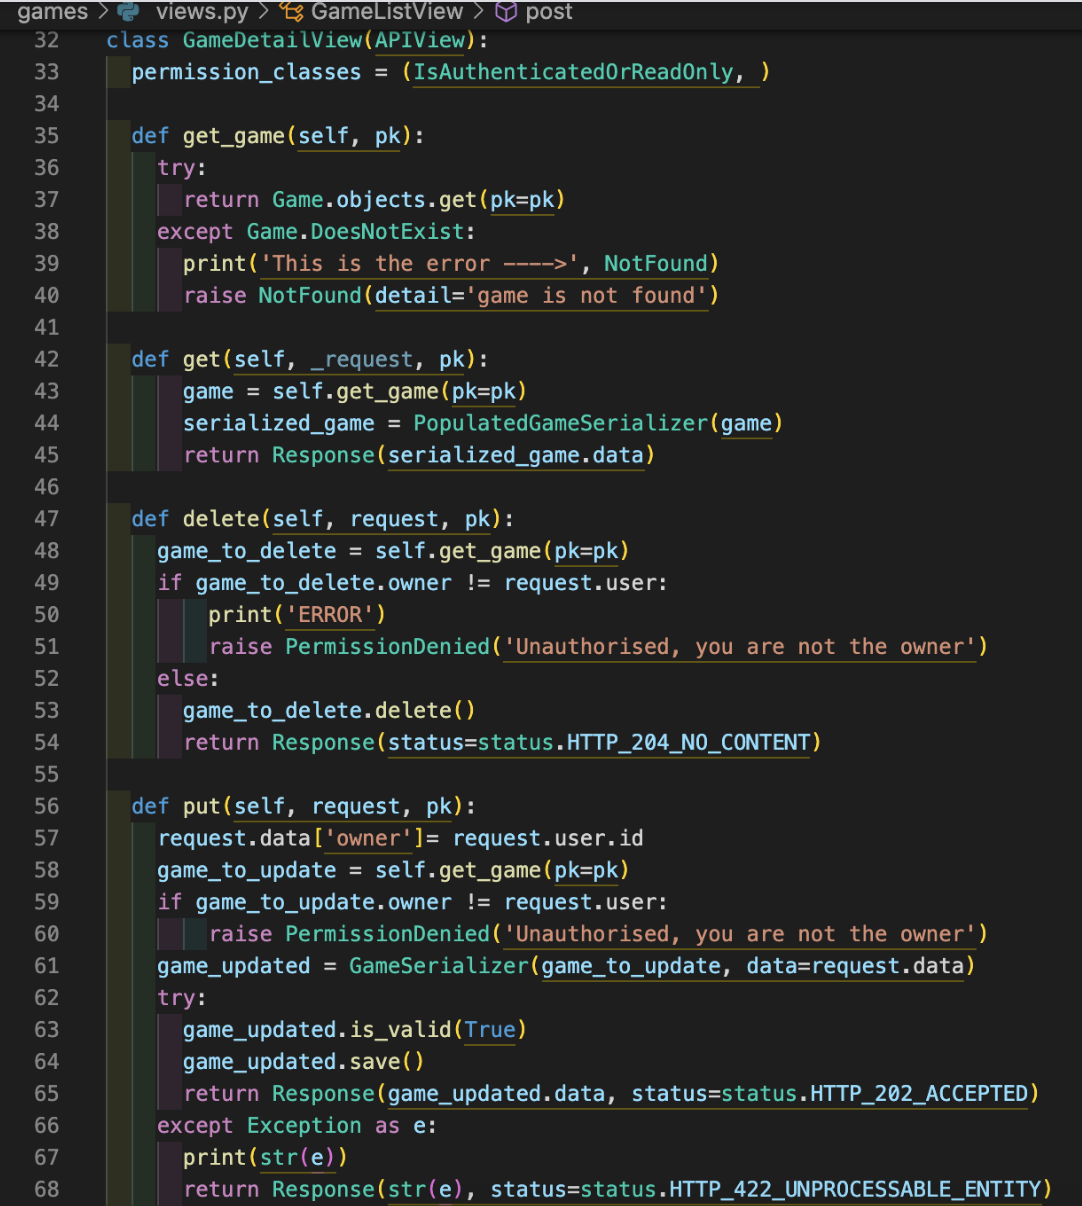 games > views.py > GameListView > post
32 class GameDetailView(APIView):
33 permission_classes = (IsAuthenticatedOrReadOnly, )
34
35 def get_game(self, pk):
36 try:
37 return Game.objects.get(pk=pk)
38 except Game.DoesNotExist:
39 print('This is the error ---->', NotFound)
40 raise NotFound(detail='game is not found')
41
42 def get(self, _request, pk):
43 game = self.get_game(pk=pk)
44 serialized_game = PopulatedGameSerializer(game)
45 return Response(serialized_game.data)
46
47 def delete(self, request, pk):
48 game_to_delete = self.get_game(pk=pk)
49 if game_to_delete.owner != request.user:
50 print('ERROR')
51 raise PermissionDenied('Unauthorised, you are not the owner')
52 else:
53 game_to_delete.delete()
54 return Response(status=status.HTTP_204_NO_CONTENT)
55
56 def put(self, request, pk):
57 request.data['owner']= request.user.id
58 game_to_update = self.get_game(pk=pk)
59 if game_to_update.owner != request.user:
60 raise PermissionDenied('Unauthorised, you are not the owner')
61 game_updated = GameSerializer(game_to_update, data=request.data)
62 try:
63 game_updated.is_valid(True)
64 game_updated.save()
65 return Response(game_updated.data, status=status.HTTP_202_ACCEPTED)
66 except Exception as e:
67 print(str(e))
68 return Response(str(e), status=status.HTTP_422_UNPROCESSABLE_ENTITY)